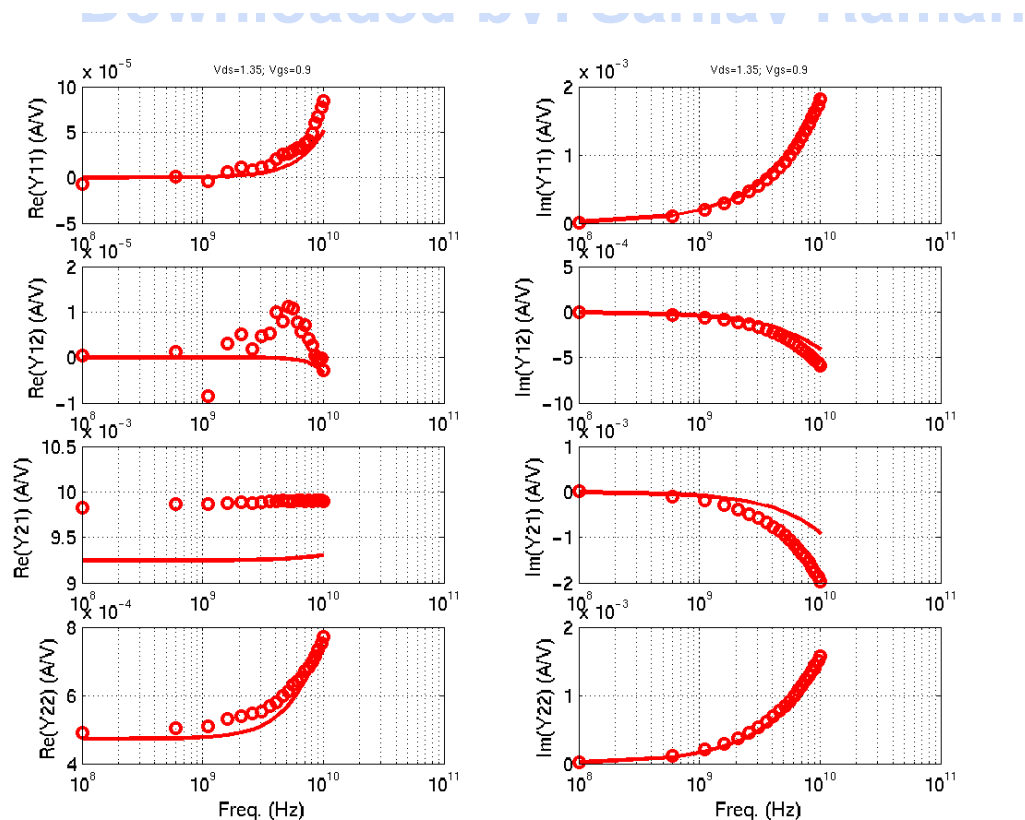 Downloaded by: Sanjay Raman
x 10^-5
Vds=1.35; Vgs=0.9
10
5
0
−5
Re(Y11) (A/V)
10^8
10^9
10^10
10^11
x 10^-3
Vds=1.35; Vgs=0.9
2
1
0
Im(Y11) (A/V)
10^8
10^9
10^10
10^11
x 10^-5
2
1
0
−1
Re(Y12) (A/V)
10^8
10^9
10^10
10^11
x 10^-4
5
0
−5
−10
Im(Y12) (A/V)
10^8
10^9
10^10
10^11
x 10^-3
10.5
10
9.5
9
Re(Y21) (A/V)
10^8
10^9
10^10
10^11
x 10^-3
1
0
−1
−2
Im(Y21) (A/V)
10^8
10^9
10^10
10^11
x 10^-4
8
6
4
Re(Y22) (A/V)
10^8
10^9
10^10
10^11
Freq. (Hz)
x 10^-3
2
1
0
Im(Y22) (A/V)
10^8
10^9
10^10
10^11
Freq. (Hz)